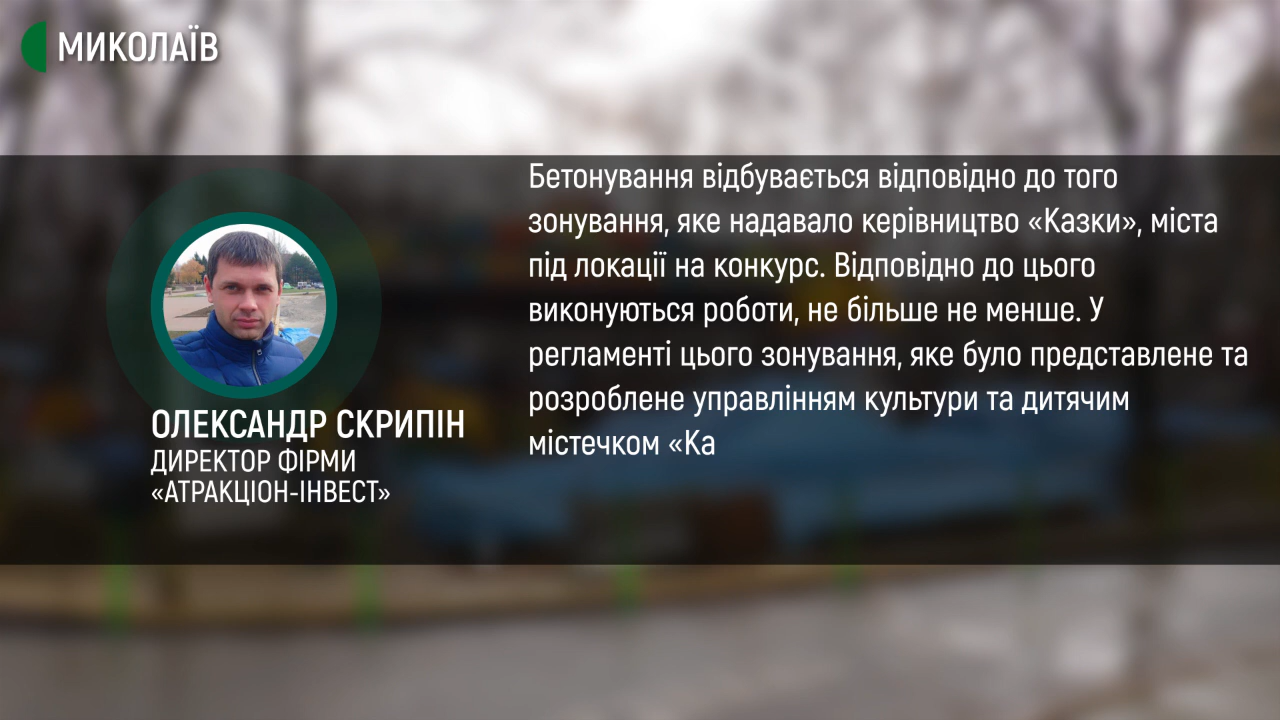 МИКОЛАЇВ
Бетонування відбувається відповідно до того
зонування, яке надавало керівництво «Казки», міста
під локації на конкурс. Відповідно до цього
виконуються роботи, не більше не менше. У
регламенті цього зонування, яке було представлене та
розроблене управлінням культури та дитячим
містечком «Ка
ОЛЕКСАНДР СКРИПІН
ДИРЕКТОР ФІРМИ
«АТРАКЦІОН-ІНВЕСТ»